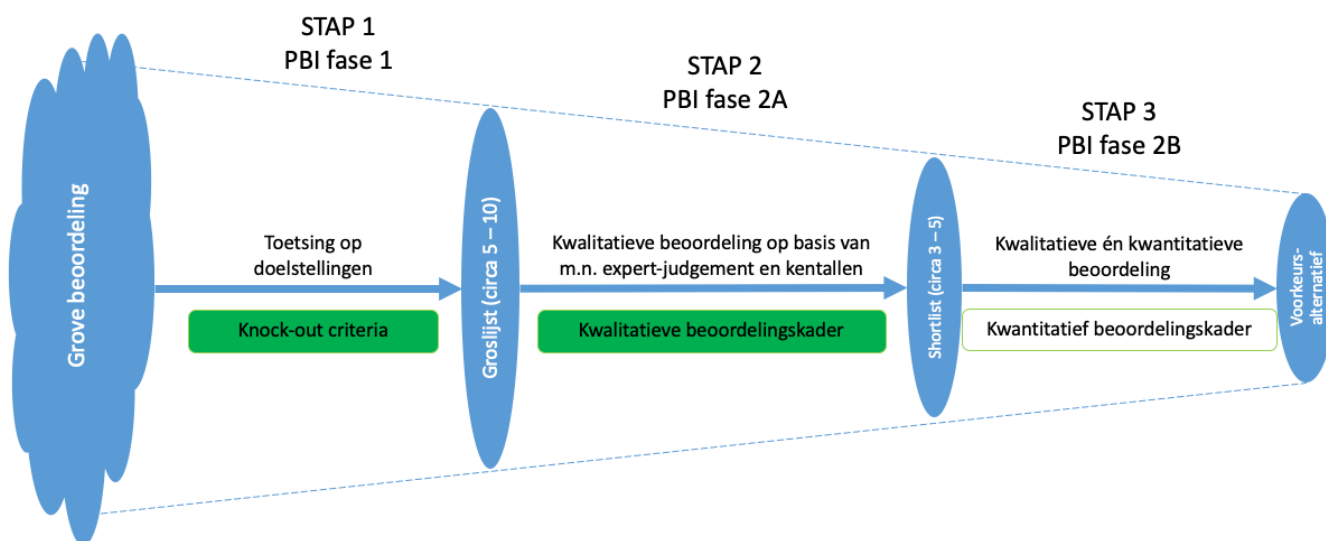 STAP 1
PBI fase 1
STAP 2
PBI fase 2A
STAP 3
PBI fase 2B
Grove beoordeling
Toetsing op
doelstellingen
Knock-out criteria
Groslijst (circa 5 – 10)
Kwalitatieve beoordeling op basis van
m.n. expert-judgement en kentallen
Kwalitatieve beoordelingskader
Shortlist (circa 3 – 5)
Kwalitatieve én kwantitatieve
beoordeling
Kwantitatief beoordelingskader
Voorkeurs-
alternatief